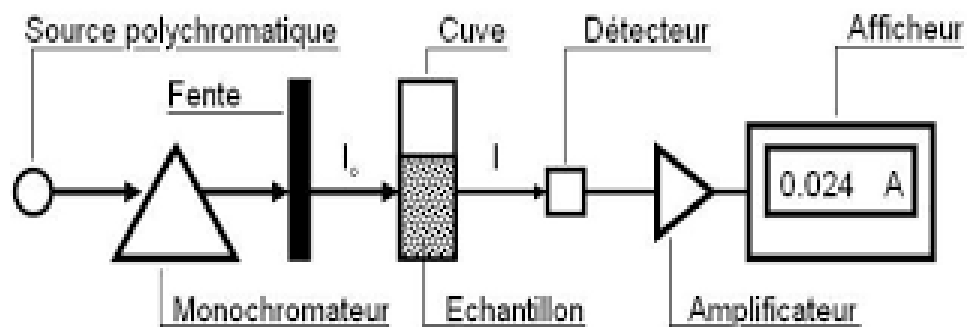 Source polychromatique
Cuve
Détecteur
Afficheur
Fente
I₀
I
0.024 A
Monochromateur
Echantillon
Amplificateur